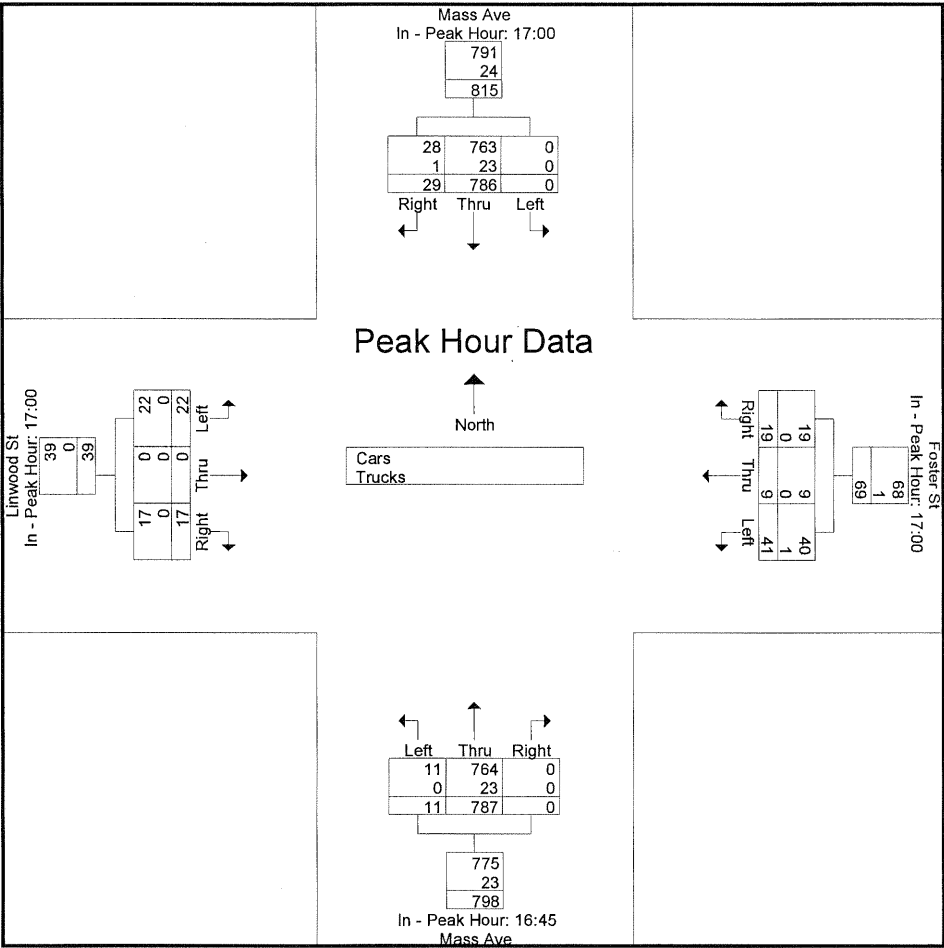 Mass Ave
In - Peak Hour: 17:00
791
24
815
28 763 0
1 23 0
29 786 0
Right Thru Left
Peak Hour Data
North
Cars
Trucks
Linwood St
In - Peak Hour: 17:00
39
0
39
22 0 17
0 0 0
22 0 17
Left Thru Right
Foster St
In - Peak Hour: 17:00
68
1
69
19 9 40
0 0 1
19 9 41
Right Thru Left
Left Thru Right
11 764 0
0 23 0
11 787 0
775
23
798
In - Peak Hour: 16:45
Mass Ave